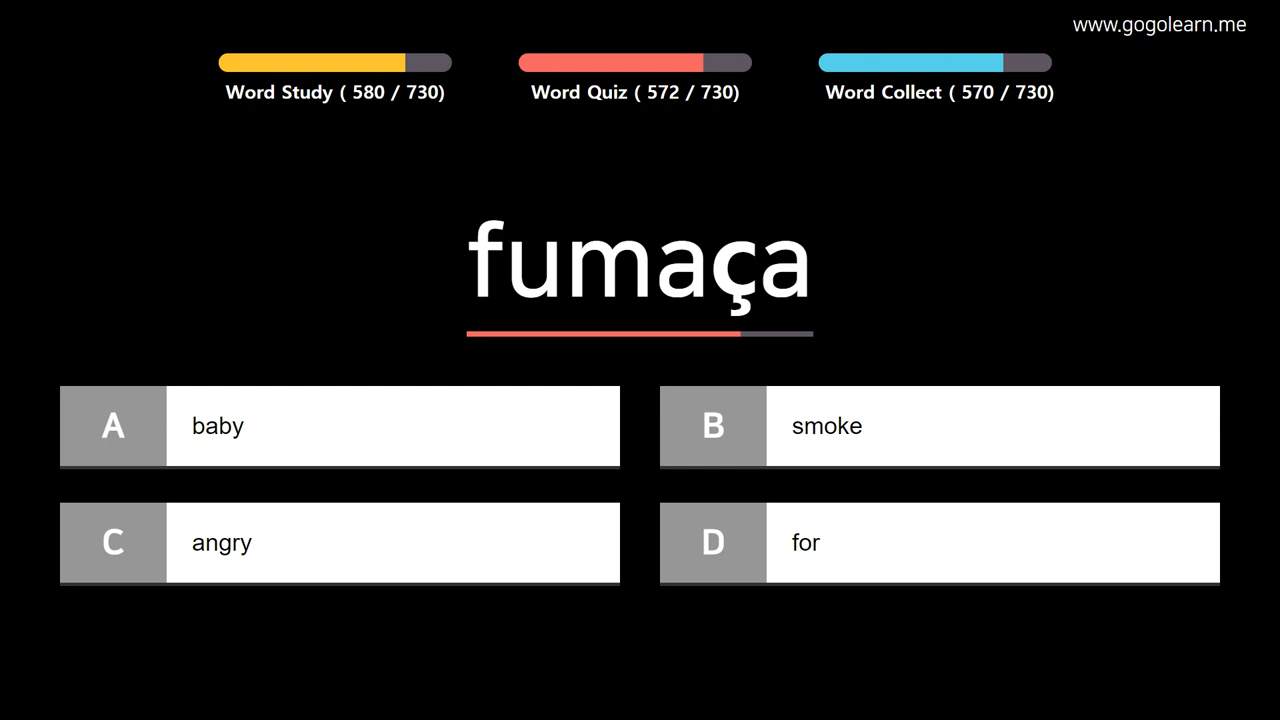 www.gogolearn.me
Word Study ( 580 / 730)
Word Quiz ( 572 / 730)
Word Collect ( 570 / 730)
fumaça
A baby
B smoke
C angry
D for